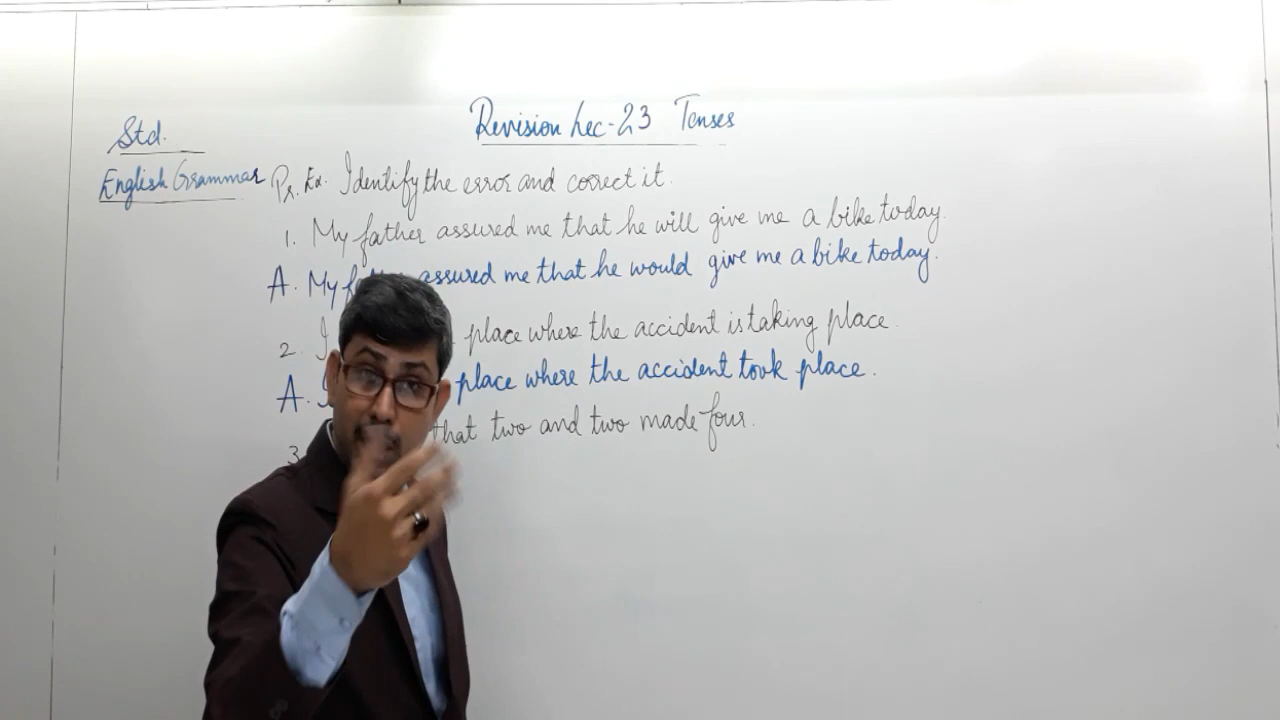 Revision Lec-23 Tenses
Std.
English Grammar
Pr. Ex. Identify the error and correct it.
1. My father assured me that he will give me a bike today.
A. My assured me that he would give me a bike today.
2. I place where the accident is taking place.
A. I place where the accident took place.
3. that two and two made four.